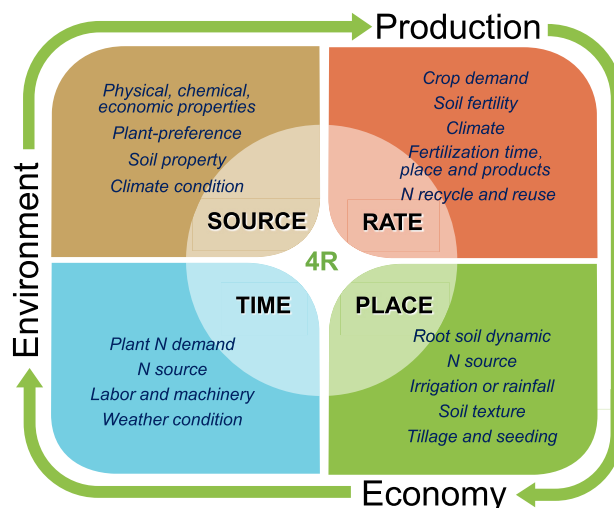 Production
Physical, chemical,
economic properties
Plant-preference
Soil property
Climate condition
SOURCE
Crop demand
Soil fertility
Climate
Fertilization time,
place and products
N recycle and reuse
RATE
4R
Environment
TIME
Plant N demand
N source
Labor and machinery
Weather condition
PLACE
Root soil dynamic
N source
Irrigation or rainfall
Soil texture
Tillage and seeding
Economy